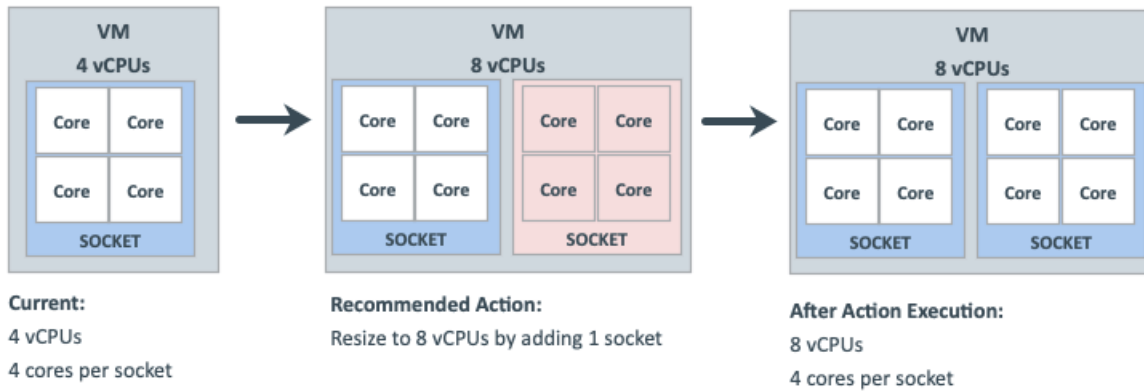 VM
4 vCPUs
Core Core
Core Core
SOCKET
Current:
4 vCPUs
4 cores per socket
VM
8 vCPUs
Core Core Core Core
Core Core Core Core
SOCKET SOCKET
Recommended Action:
Resize to 8 vCPUs by adding 1 socket
VM
8 vCPUs
Core Core Core Core
Core Core Core Core
SOCKET SOCKET
After Action Execution:
8 vCPUs
4 cores per socket